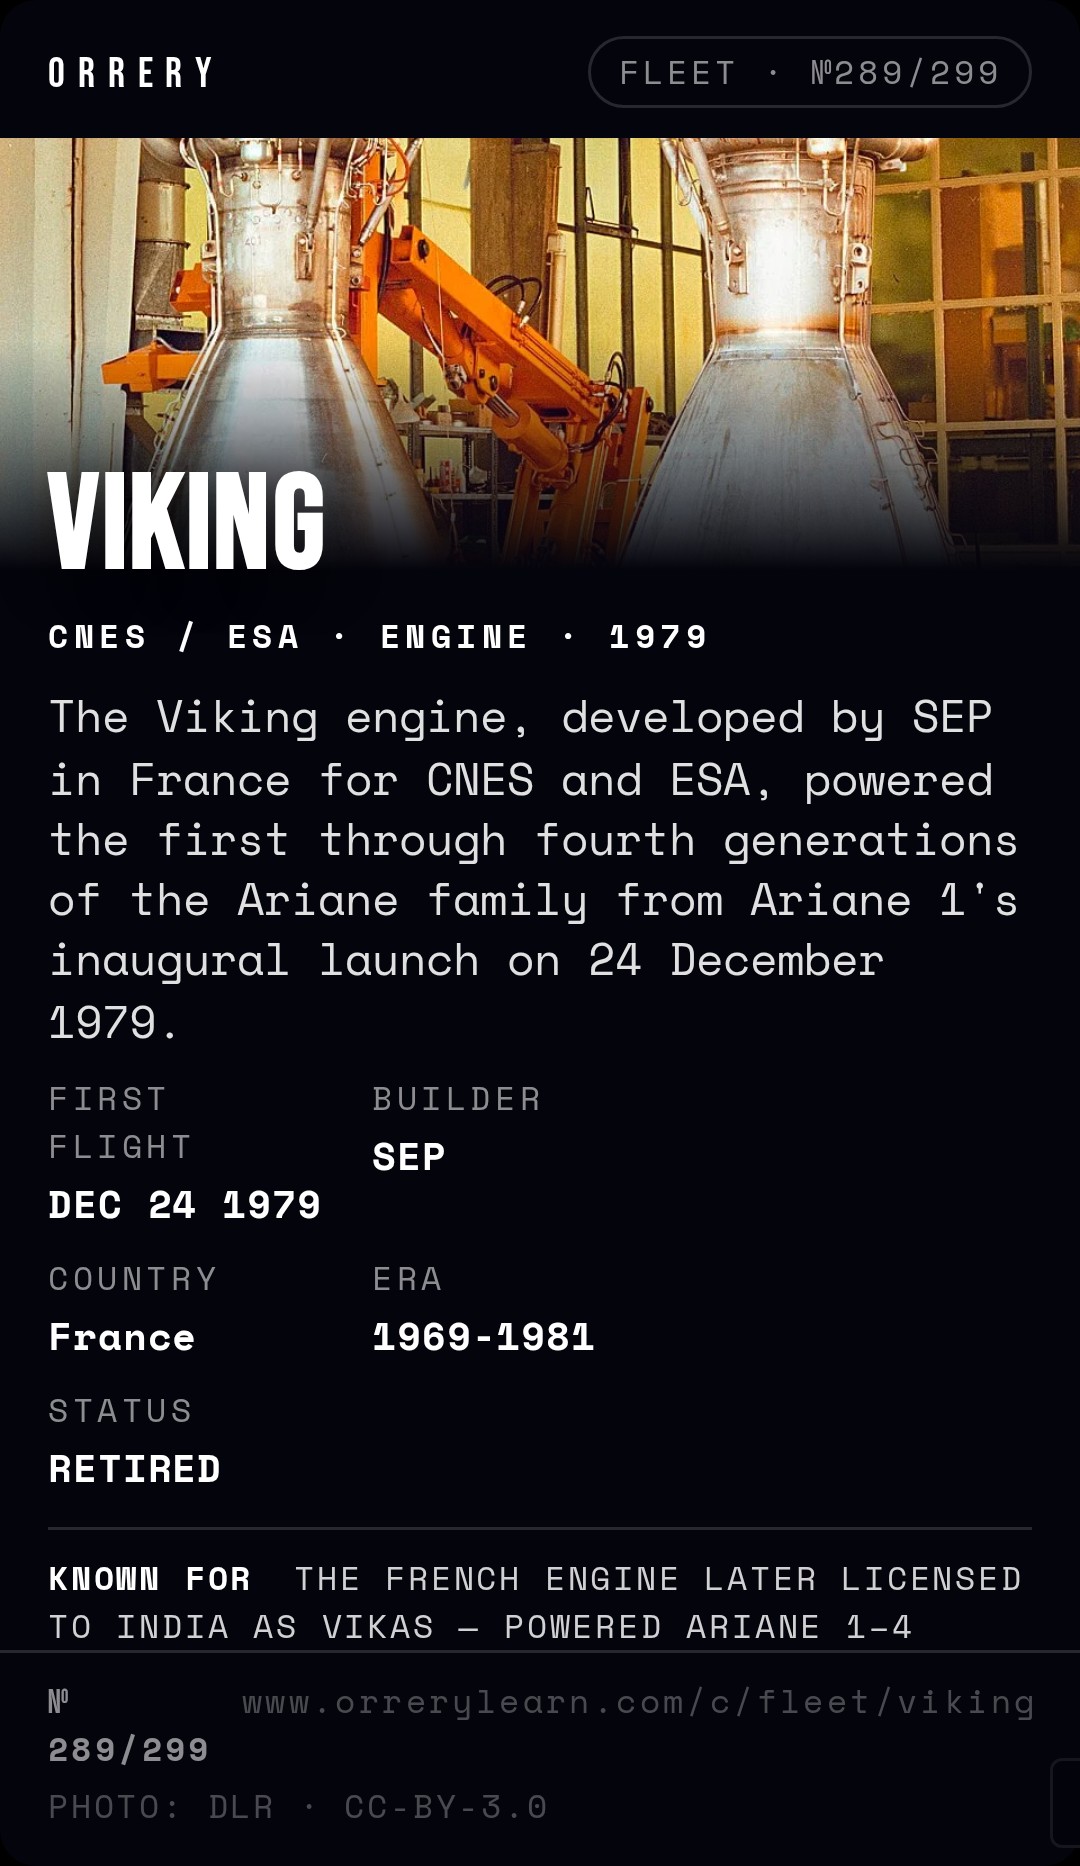 ORRERY
FLEET · №289/299
VIKING
CNES / ESA · ENGINE · 1979
The Viking engine, developed by SEP
in France for CNES and ESA, powered
the first through fourth generations
of the Ariane family from Ariane 1's
inaugural launch on 24 December
1979.
FIRST
FLIGHT
DEC 24 1979
BUILDER
SEP
COUNTRY
France
ERA
1969-1981
STATUS
RETIRED
KNOWN FOR THE FRENCH ENGINE LATER LICENSED
TO INDIA AS VIKAS — POWERED ARIANE 1–4
№
289/299
www.orrerylearn.com/c/fleet/viking
PHOTO: DLR · CC-BY-3.0